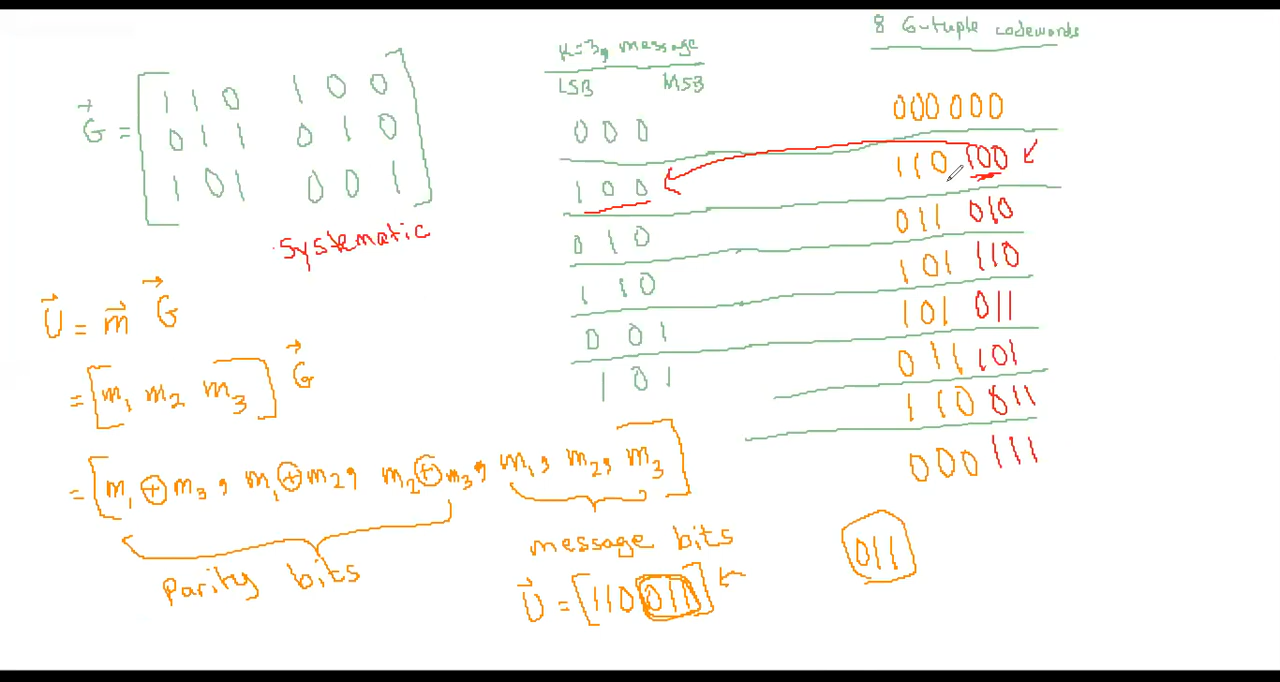 G = [ 1 1 0 1 0 0
0 1 1 0 1 0
1 0 1 0 0 1 ]
Systematic
U = m G
= [ m1 m2 m3 ] G
= [ m1 ⊕ m3, m1 ⊕ m2, m2 ⊕ m3, m1, m2, m3 ]
Parity bits
message bits
U = [ 110 011 ]
K=3, message
LSB MSB
0 0 0
1 0 0
0 1 0
1 1 0
0 0 1
1 0 1
8 6-tuple codewords
000 000
110 100
011 010
101 110
101 011
011 101
110 011
000 111
011